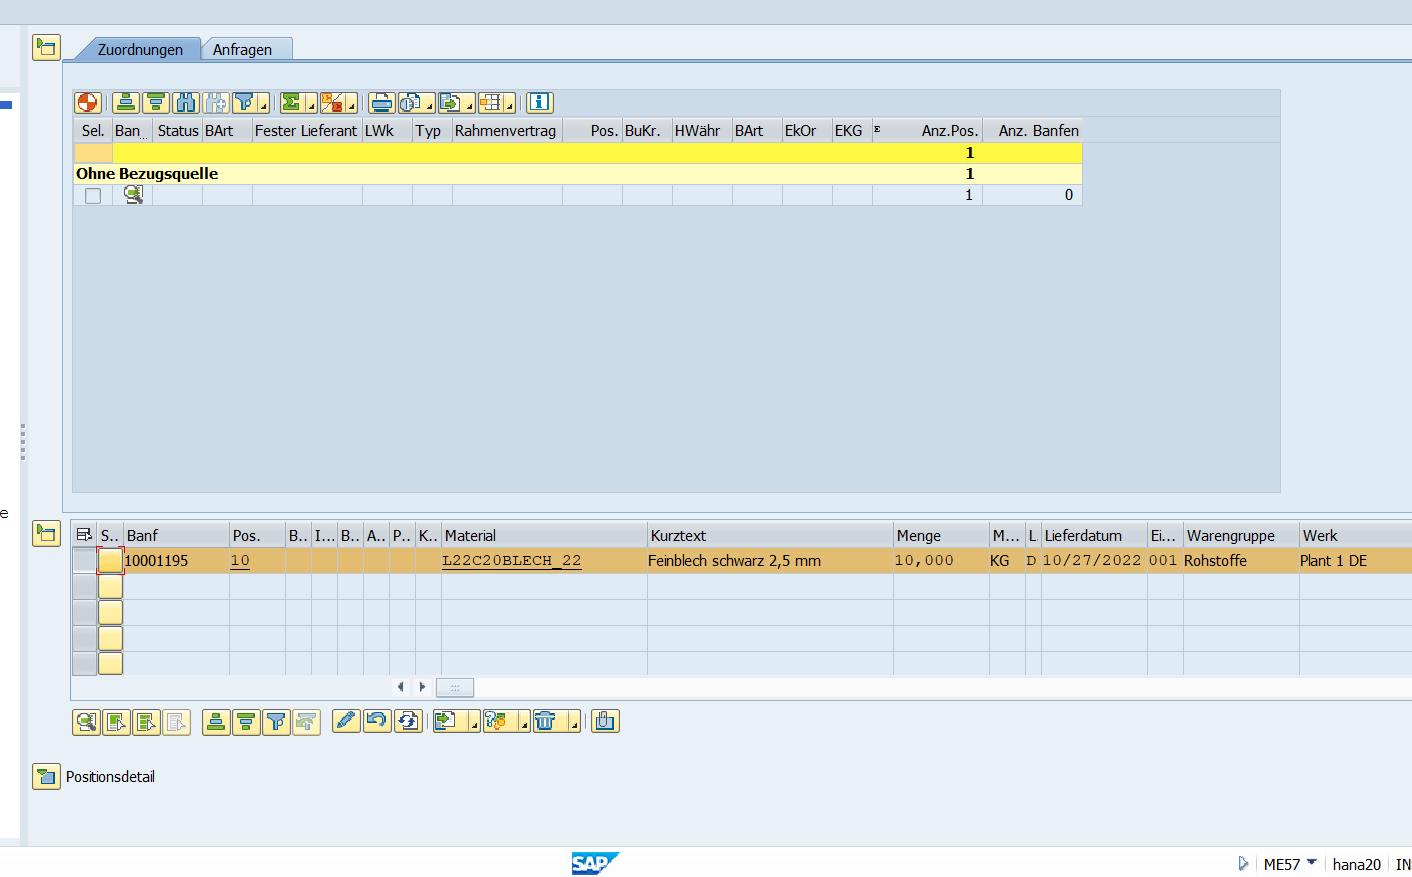 Zuordnungen Anfragen
Sel. Ban... Status BArt Fester Lieferant LWk Typ Rahmenvertrag Pos. BuKr. HWähr BArt EkOr EKG Σ Anz.Pos. Anz. Banfen
1
Ohne Bezugsquelle 1
1 0
e
S.. Banf Pos. B.. I... B.. A.. P.. K.. Material Kurztext Menge M... L Lieferdatum Ei... Warengruppe Werk
10001195 10 L22C20BLECH_22 Feinblech schwarz 2,5 mm 10,000 KG D 10/27/2022 001 Rohstoffe Plant 1 DE
Positionsdetail
SAP ME57 hana20 IN